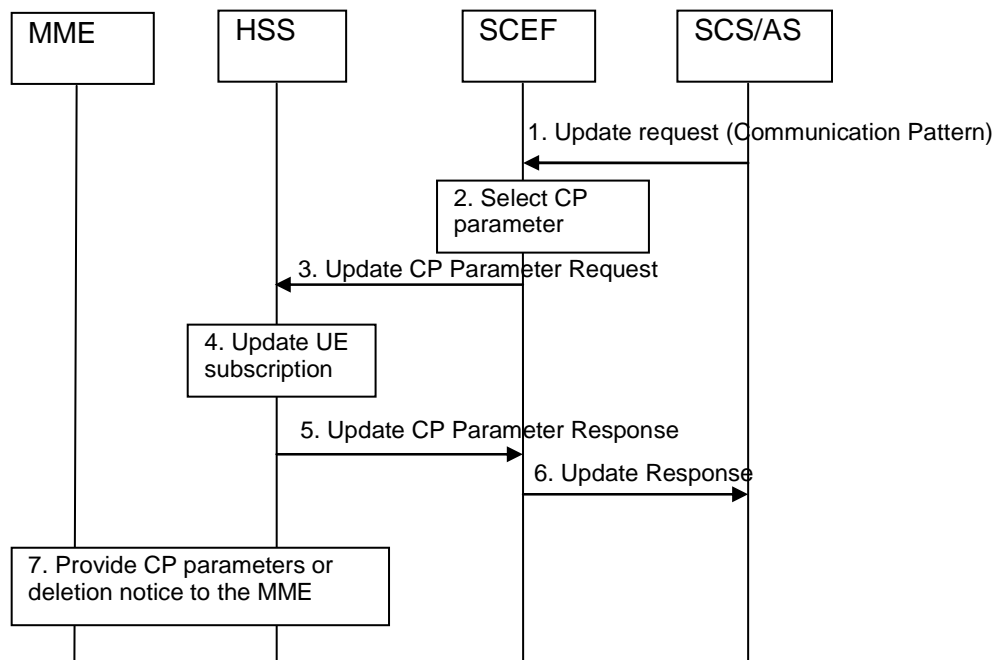 MME
HSS
SCEF
SCS/AS
1. Update request (Communication Pattern)
2. Select CP
parameter
3. Update CP Parameter Request
4. Update UE
subscription
5. Update CP Parameter Response
6. Update Response
7. Provide CP parameters or
deletion notice to the MME